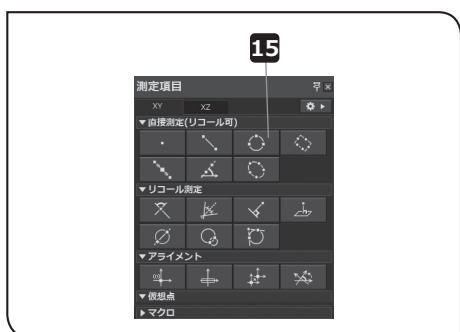 15
測定項目
XY XZ
▼直接測定(リコール可)
▼リコール測定
▼アライメント
▼仮想点
▶マクロ